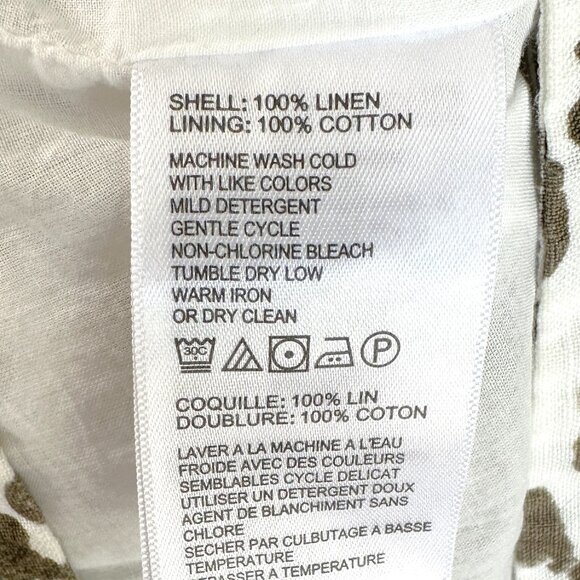 SHELL: 100% LINEN
LINING: 100% COTTON
MACHINE WASH COLD
WITH LIKE COLORS
MILD DETERGENT
GENTLE CYCLE
NON-CHLORINE BLEACH
TUMBLE DRY LOW
WARM IRON
OR DRY CLEAN
30C P
COQUILLE: 100% LIN
DOUBLURE: 100% COTON
LAVER A LA MACHINE A L'EAU
FROIDE AVEC DES COULEURS
SEMBLABLES CYCLE DELICAT
UTILISER UN DETERGENT DOUX
AGENT DE BLANCHIMENT SANS
CHLORE
SECHER PAR CULBUTAGE A BASSE
TEMPERATURE
REPASSER A TEMPERATURE